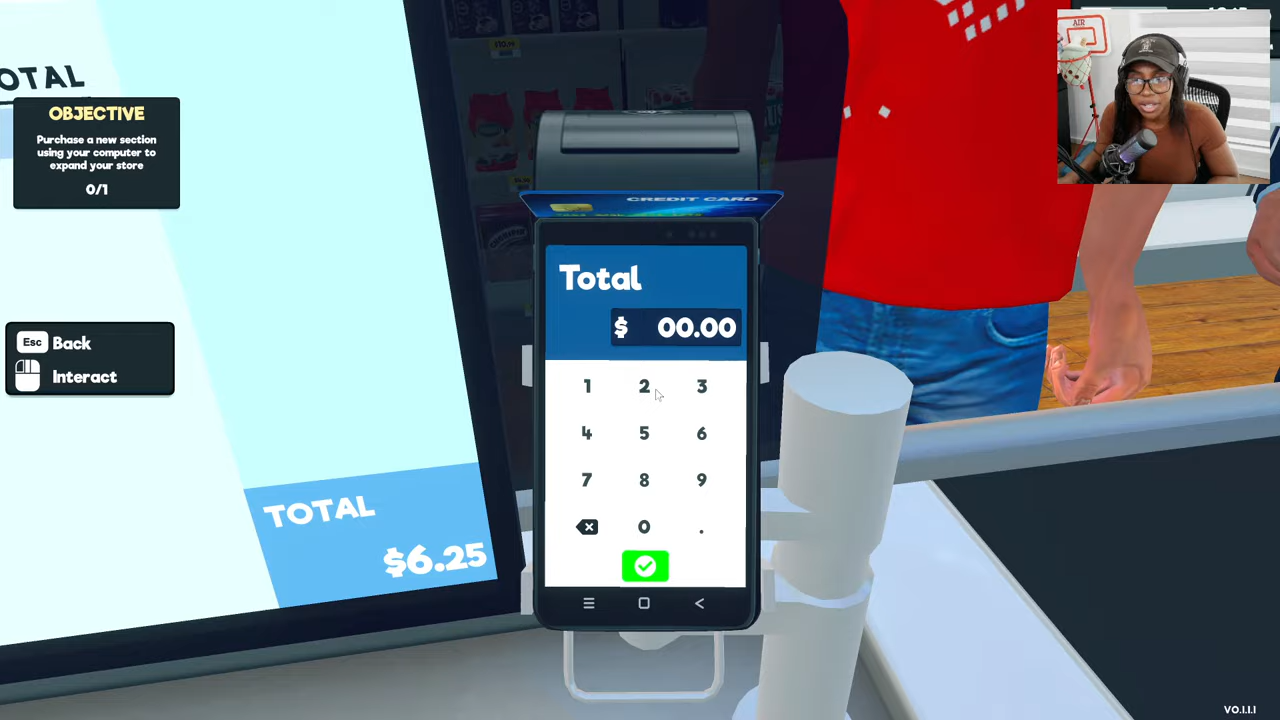 OTAL
OBJECTIVE
Purchase a new section
using your computer to
expand your store
0/1
Esc Back
Interact
TOTAL
$6.25
CREDIT CARD
Total
$ 00.00
1 2 3
4 5 6
7 8 9
0 .
AIR
V0.1.1.1